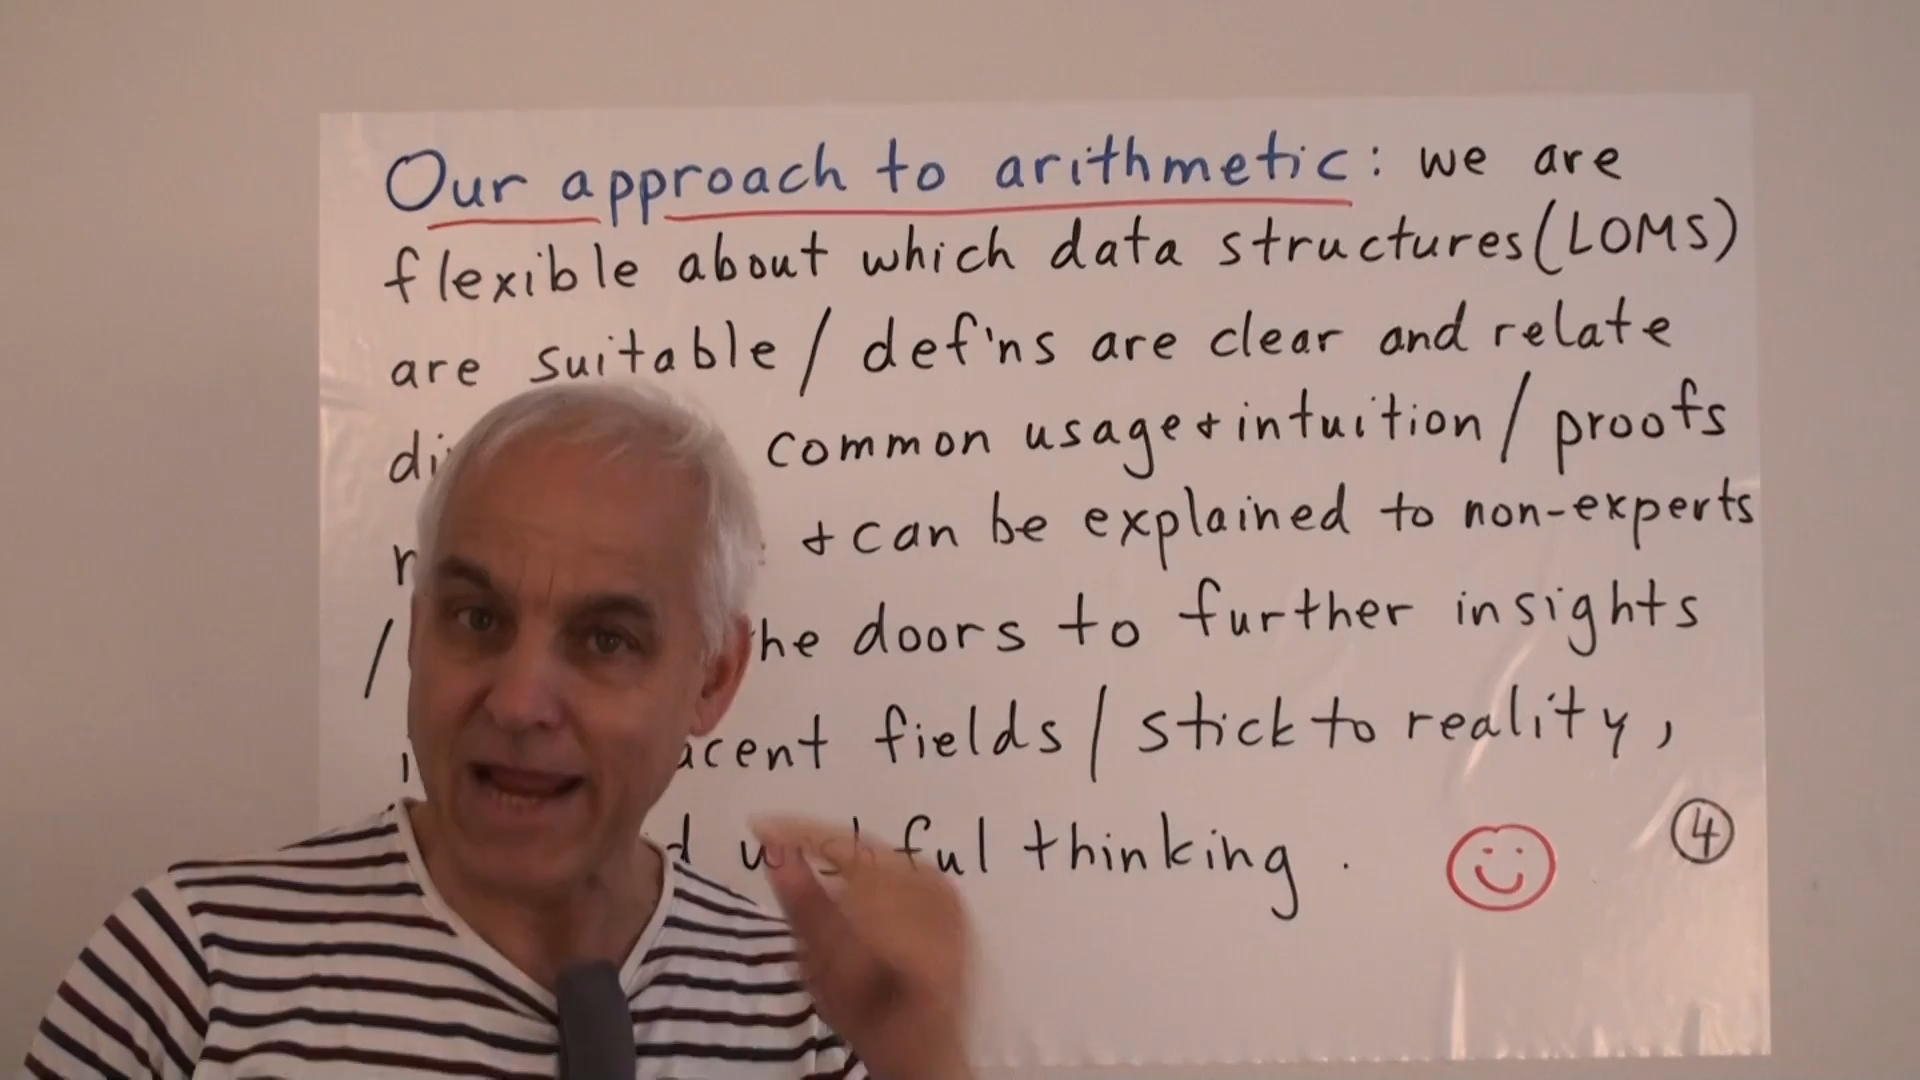 Our approach to arithmetic: we are
flexible about which data structures (LOMS)
are suitable / def'ns are clear and relate
common usage + intuition / proofs
+ can be explained to non-experts
/ doors to further insights
fields / stick to reality,
wishful thinking.
4